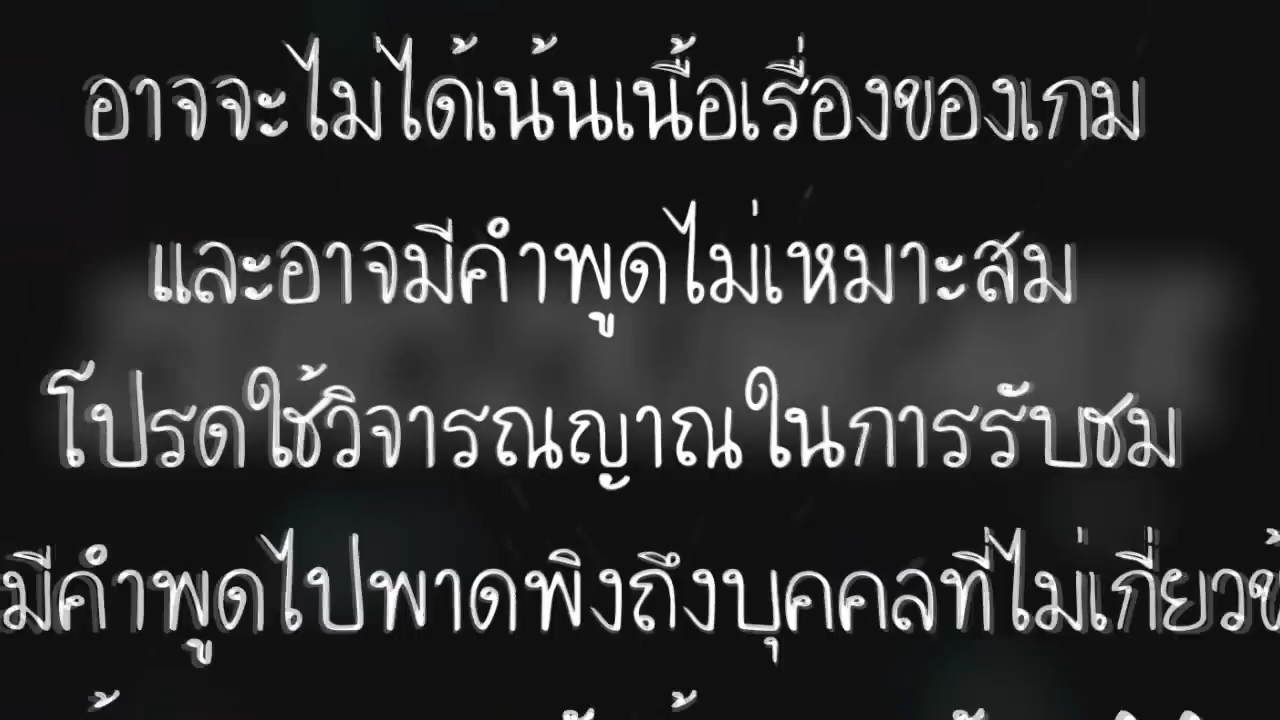 อาจจะไม่ได้เน้นเนื้อเรื่องของเกม
และอาจมีคำพูดไม่เหมาะสม
โปรดใช้วิจารณญาณในการรับชม
มีคำพูดไปพาดพิงถึงบุคคลที่ไม่เกี่ยวข้